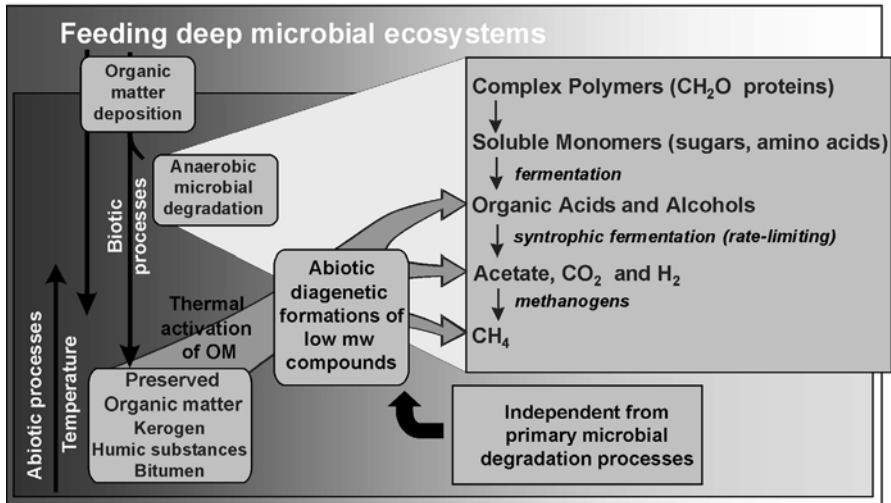 Feeding deep microbial ecosystems
Organic
matter
deposition
Anaerobic
microbial
degradation
Biotic
processes
Abiotic processes
Temperature
Thermal
activation
of OM
Preserved
Organic matter
Kerogen
Humic substances
Bitumen
Abiotic
diagenetic
formations of
low mw
compounds
Complex Polymers (CH₂O proteins)
Soluble Monomers (sugars, amino acids)
fermentation
Organic Acids and Alcohols
syntrophic fermentation (rate-limiting)
Acetate, CO₂ and H₂
methanogens
CH₄
Independent from
primary microbial
degradation processes